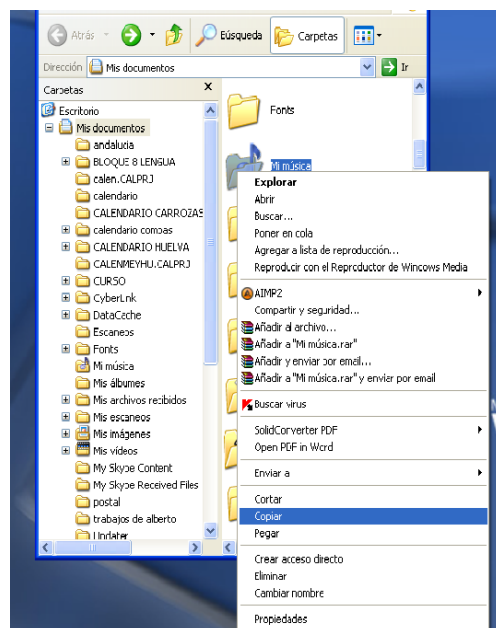 Atrás
Búsqueda
Carpetas
Dirección
Mis documentos
Ir
Carpetas
X
Escritorio
Mis documentos
andalucia
BLOQUE 8 LENGUA
calen.CALPRJ
calendario
CALENDARIO CARROZAS
calendario compas
CALENDARIO HUELVA
CALENMEYHU.CALPRJ
CURSO
CyberLink
DataCache
Escaneos
Fonts
Mi música
Mis álbumes
Mis archivos recibidos
Mis escaneos
Mis imágenes
Mis vídeos
My Skype Content
My Skype Received Files
postal
trabajos de alberto
Updater
Fonts
Mi música
Explorar
Abrir
Buscar...
Poner en cola
Agregar a lista de reproducción...
Reproducir con el Reproductor de Windows Media
AIMP2
Compartir y seguridad...
Añadir al archivo...
Añadir a "Mi música.rar"
Añadir y enviar por email...
Añadir a "Mi música.rar" y enviar por email
Buscar virus
SolidConverter PDF
Open PDF in Word
Enviar a
Cortar
Copiar
Pegar
Crear acceso directo
Eliminar
Cambiar nombre
Propiedades